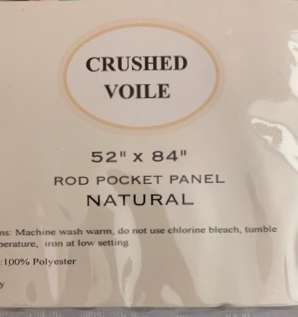 CRUSHED
VOILE
52" x 84"
ROD POCKET PANEL
NATURAL
ns: Machine wash warm, do not use chlorine bleach, tumble
perature, iron at low setting
:100% Polyester
y